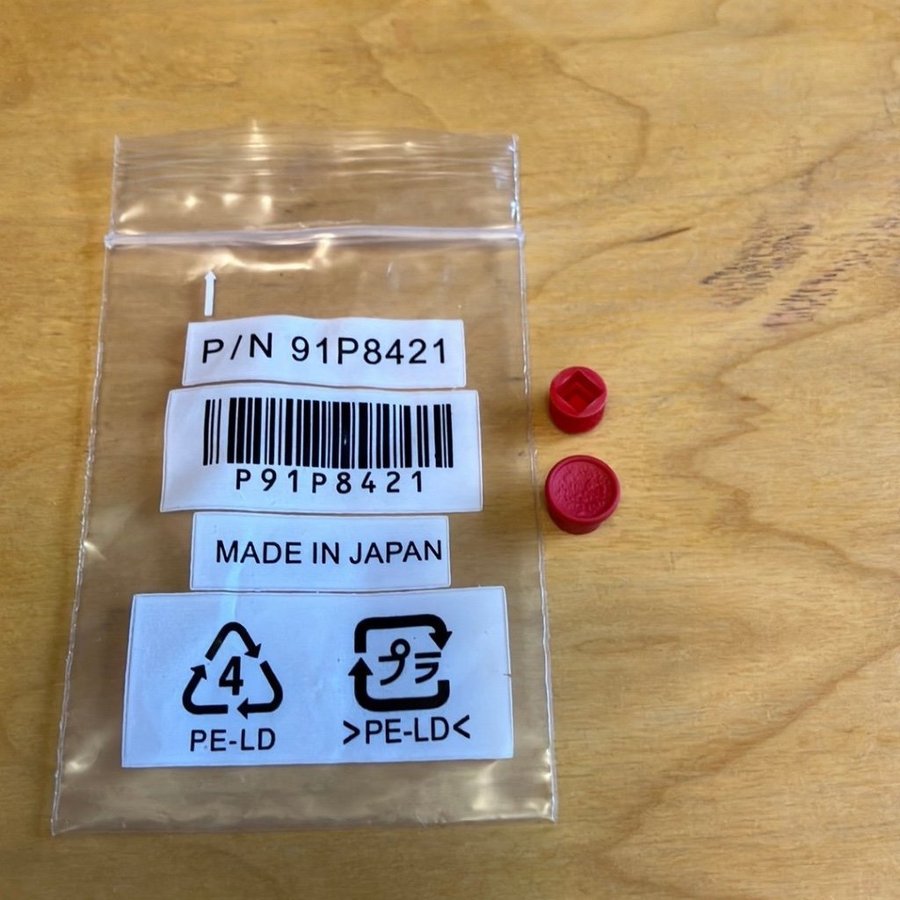 P/N 91P8421
P91P8421
MADE IN JAPAN
4
PE-LD
プラ
>PE-LD<